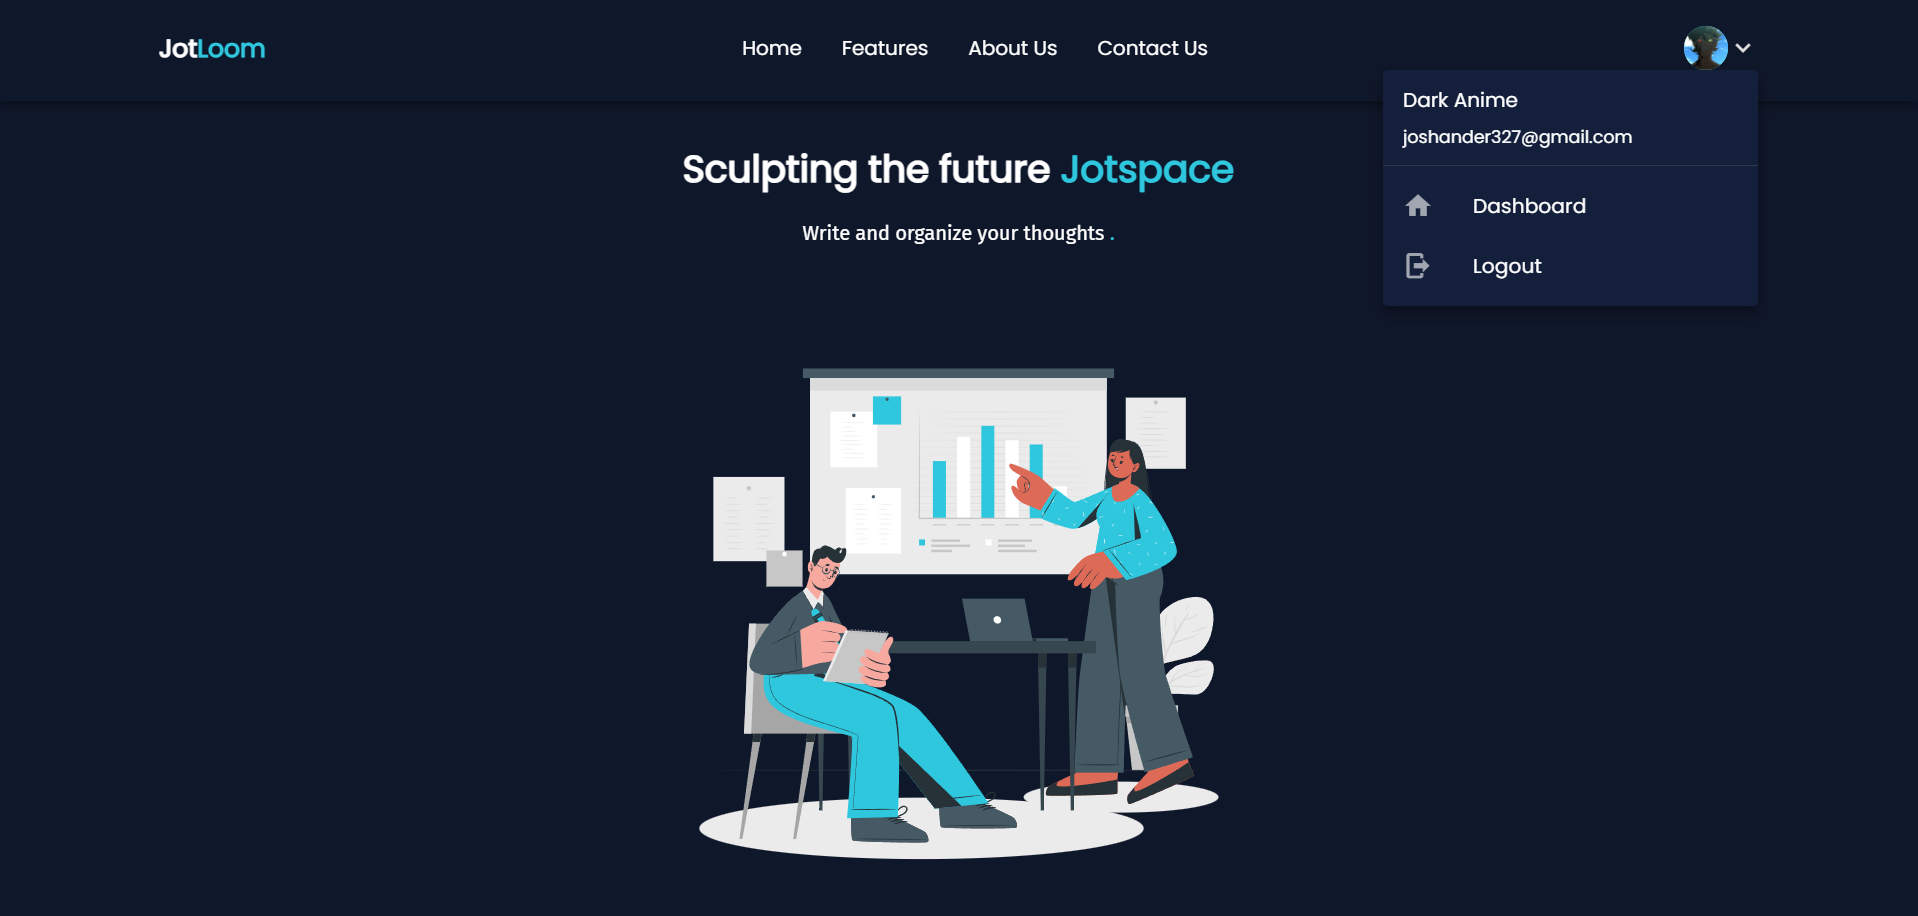 JotLoom
Home Features About Us Contact Us
Dark Anime
joshander327@gmail.com
Dashboard
Logout
Sculpting the future Jotspace
Write and organize your thoughts .